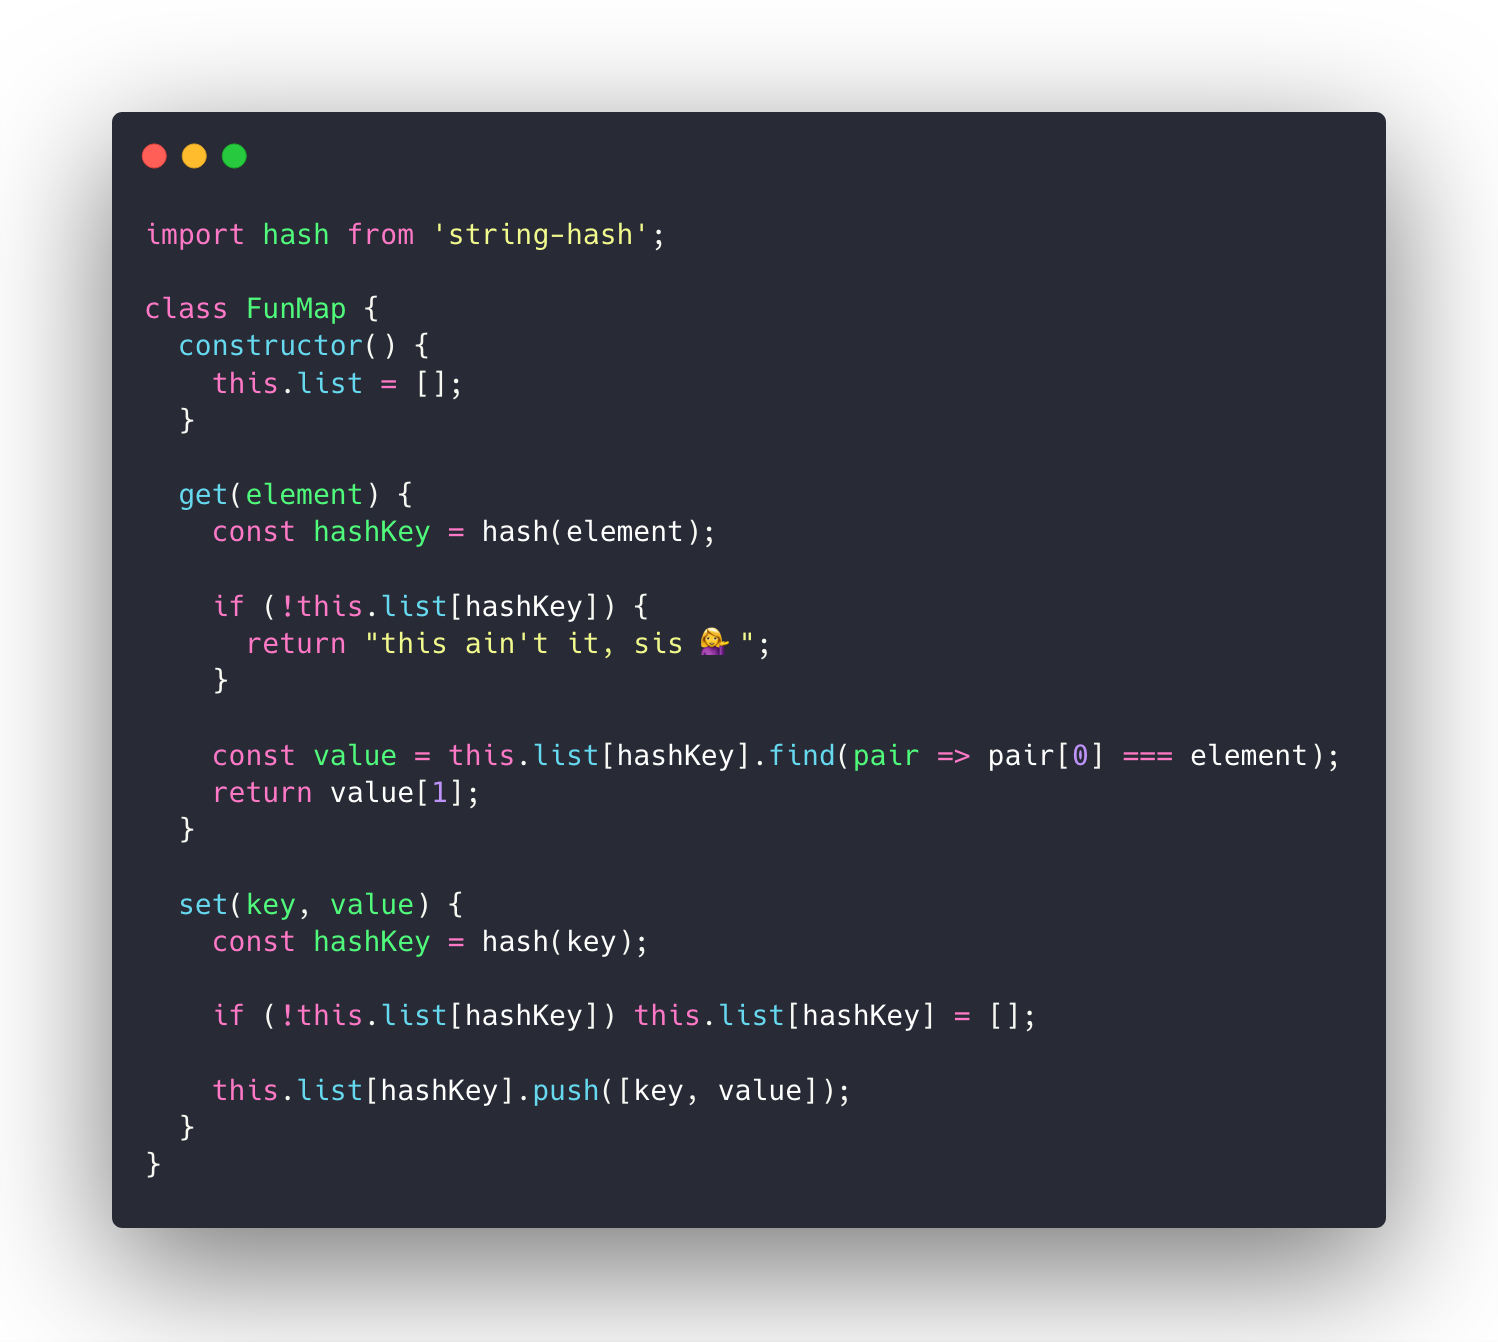 import hash from 'string-hash';
class FunMap {
  constructor() {
    this.list = [];
  }
  get(element) {
    const hashKey = hash(element);
    if (!this.list[hashKey]) {
      return "this ain't it, sis 💁‍♀️ ";
    }
    const value = this.list[hashKey].find(pair => pair[0] === element);
    return value[1];
  }
  set(key, value) {
    const hashKey = hash(key);
    if (!this.list[hashKey]) this.list[hashKey] = [];
    this.list[hashKey].push([key, value]);
  }
}